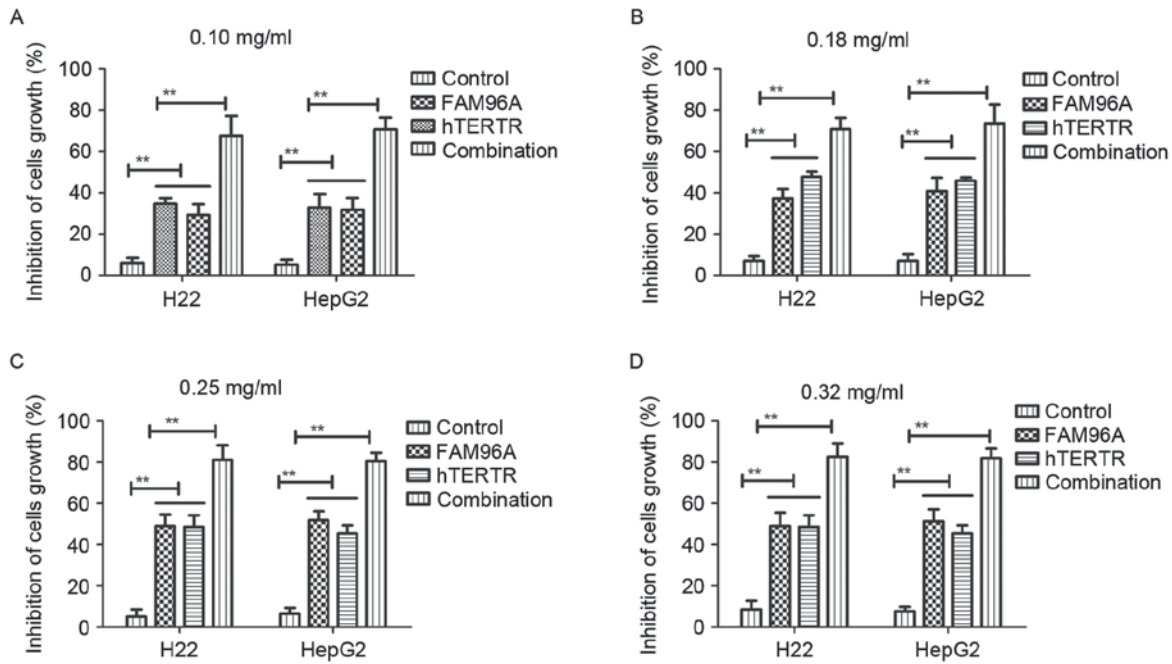 A
0.10 mg/ml
Inhibition of cells growth (%)
100
80
60
40
20
0
**
**
**
**
H22
HepG2
Control
FAM96A
hTERTR
Combination
B
0.18 mg/ml
Inhibition of cells growth (%)
100
80
60
40
20
0
**
**
**
**
H22
HepG2
Control
FAM96A
hTERTR
Combination
C
0.25 mg/ml
Inhibition of cells growth (%)
100
80
60
40
20
0
**
**
**
**
H22
HepG2
Control
FAM96A
hTERTR
Combination
D
0.32 mg/ml
Inhibition of cells growth (%)
100
80
60
40
20
0
**
**
**
**
H22
HepG2
Control
FAM96A
hTERTR
Combination